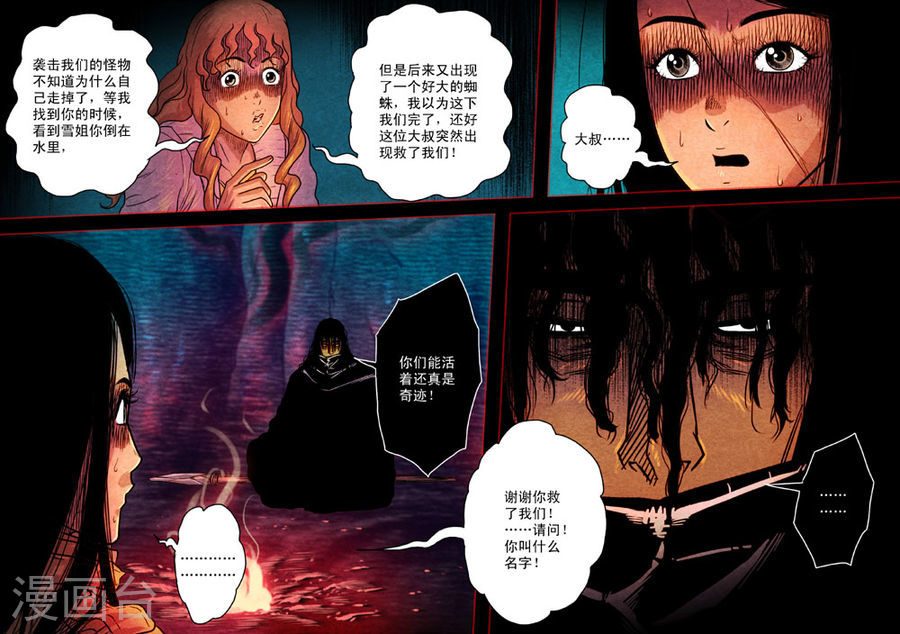 袭击我们的怪物
不知道为什么自
己走掉了，等我
找到你的时候，
看到雪姐你倒在
水里，
但是后来又出现
了一个好大的蜘
蛛，我以为这下
我们完了，还好
这位大叔突然出
现救了我们！
大叔……
你们能活
着还真是
奇迹！
…………
…………
谢谢你救
了我们！
……请问！
你叫什么
名字！
……
……
漫画台